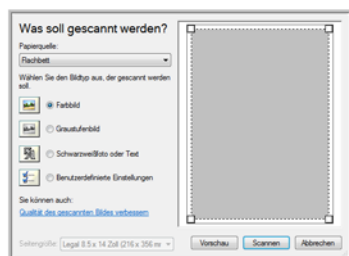 Was soll gescannt werden?
Papierquelle:
Flachbett
Wählen Sie den Bildtyp aus, der gescannt werden
soll.
Farbbild
Graustufenbild
Schwarzweißfoto oder Text
Benutzerdefinierte Einstellungen
Sie können auch:
Qualität des gescannten Bildes verbessern
Seitengröße: Legal 8.5 x 14 Zoll (216 x 356 mr
Vorschau Scannen Abbrechen